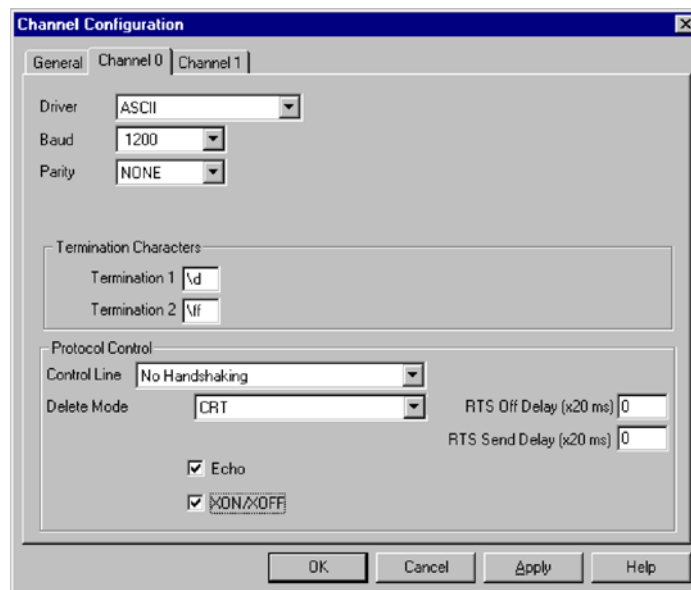 Channel Configuration
General Channel 0 Channel 1
Driver ASCII
Baud 1200
Parity NONE
Termination Characters
Termination 1 \d
Termination 2 \ff
Protocol Control
Control Line No Handshaking
Delete Mode CRT RTS Off Delay (x20 ms) 0
RTS Send Delay (x20 ms) 0
Echo
XON/XOFF
OK Cancel Apply Help